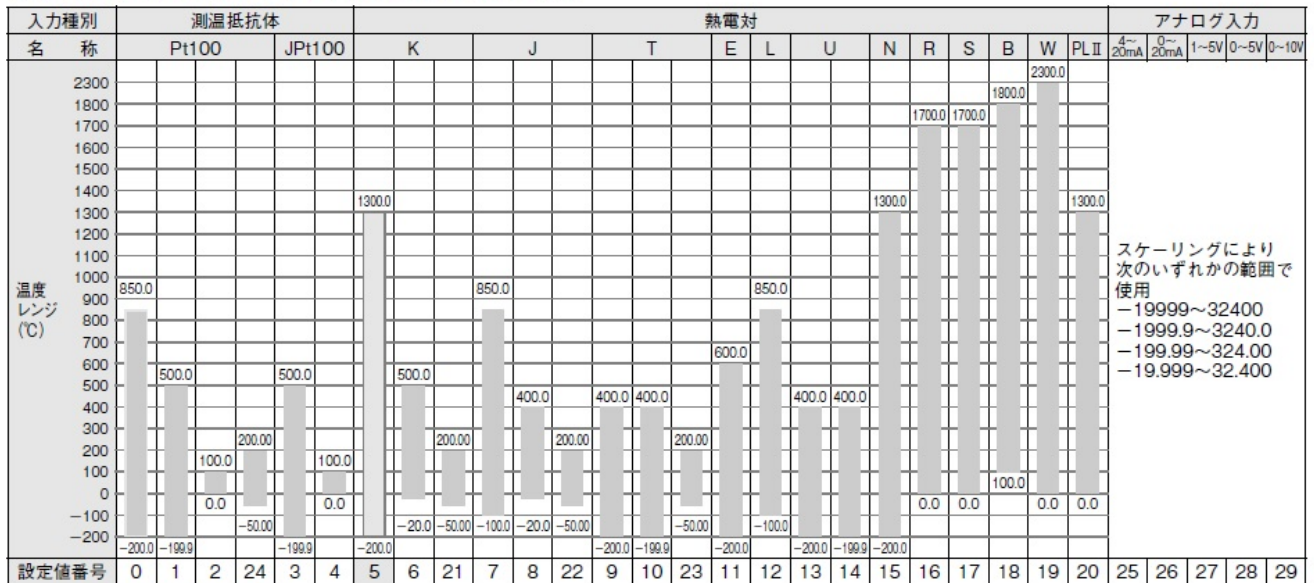 入力種別 測温抵抗体 熱電対 アナログ入力
名 称 Pt100 JPt100 K J T E L U N R S B W PLⅡ 4~20mA 0~20mA 1~5V 0~5V 0~10V
2300.0
2300
1800.0
1800
1700.0 1700.0
1700
1600
1500
1400
1300.0 1300.0 1300.0
1300
1200
1100
スケーリングにより
次のいずれかの範囲で
使用
-19999~32400
-1999.9~3240.0
-199.99~324.00
-19.999~32.400
1000
温度
レンジ
(℃)
850.0 850.0 850.0
900
800
700
600.0
600
500.0 500.0 500.0
500
400.0 400.0 400.0 400.0 400.0
400
300
200.00 200.00 200.00 200.00
200
100.0 100.0
100
100.0
0
0.0 0.0 0.0 0.0 0.0 0.0
-100
-50.00 -20.0 -50.00 -100.0 -20.0 -50.00 -50.00 -100.0
-200
-200.0 -199.9 -199.9 -200.0 -200.0 -199.9 -200.0 -200.0 -199.9 -200.0
設定値番号 0 1 2 24 3 4 5 6 21 7 8 22 9 10 23 11 12 13 14 15 16 17 18 19 20 25 26 27 28 29